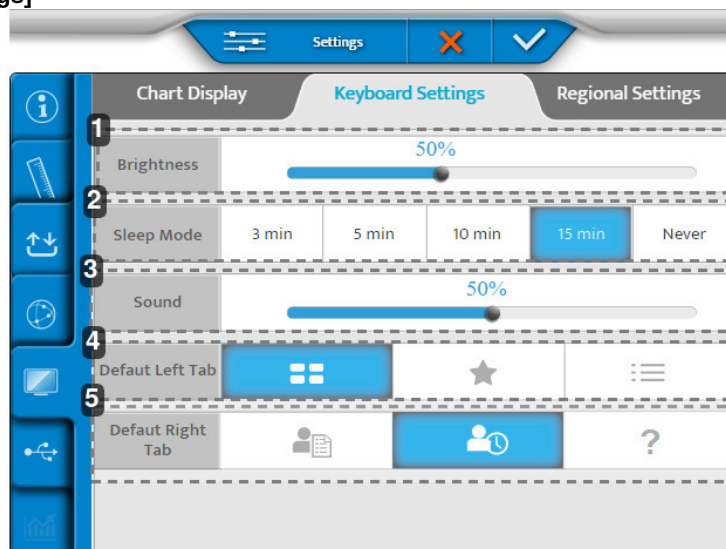 gs]
Settings
Chart Display Keyboard Settings Regional Settings
1
50%
Brightness
2
Sleep Mode 3 min 5 min 10 min 15 min Never
3
50%
Sound
4
Defaut Left Tab
5
Defaut Right
Tab
?